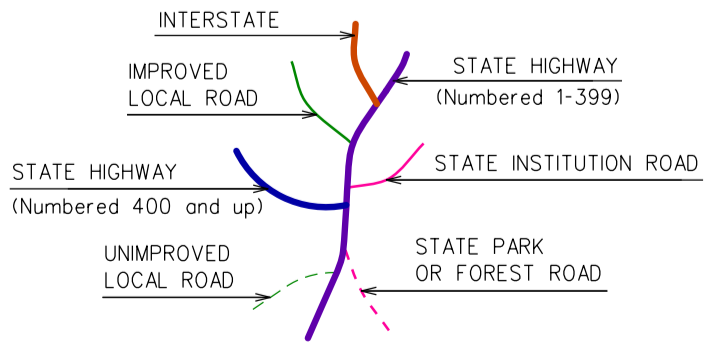 INTERSTATE
STATE HIGHWAY
(Numbered 1-399)
IMPROVED
LOCAL ROAD
STATE HIGHWAY
(Numbered 400 and up)
STATE INSTITUTION ROAD
UNIMPROVED
LOCAL ROAD
STATE PARK
OR FOREST ROAD